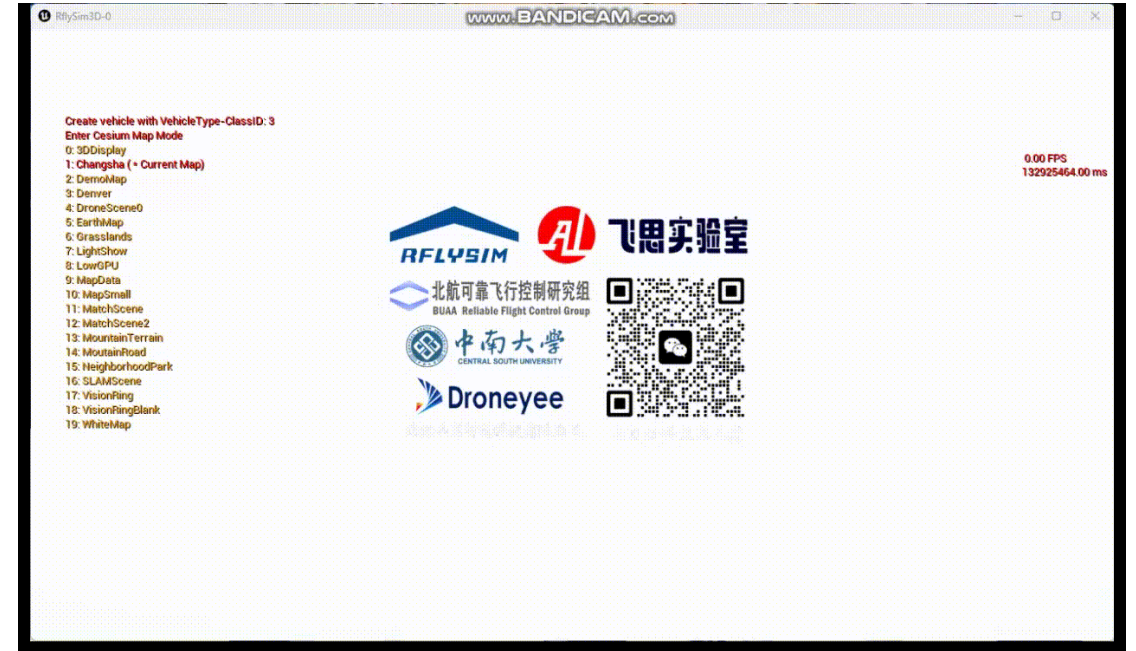 RflySim3D-0
www.BANDICAM.com
Create vehicle with VehicleType-ClassID: 3
Enter Cesium Map Mode
0: 3DDisplay
1: Changsha ( * Current Map)
2: DemoMap
3: Denver
4: DroneScene0
5: EarthMap
6: Grasslands
7: LightShow
8: LowGPU
9: MapData
10: MapSmall
11: MatchScene
12: MatchScene2
13: MountainTerrain
14: MoutainRoad
15: NeighborhoodPark
16: SLAMScene
17: VisionRing
18: VisionRingBlank
19: WhiteMap
0.00 FPS
132925464.00 ms
RFLYSIM
飞思实验室
北航可靠飞行控制研究组
BUAA Reliable Flight Control Group
中南大学
CENTRAL SOUTH UNIVERSITY
Droneyee